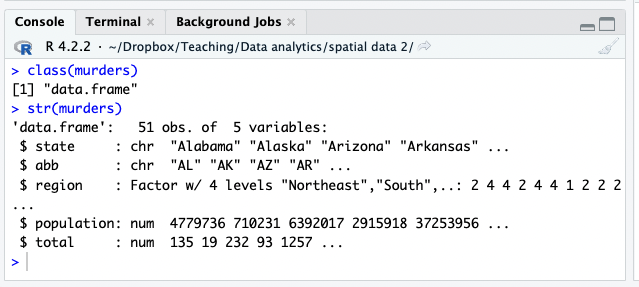 Console Terminal × Background Jobs ×
R 4.2.2 · ~/Dropbox/Teaching/Data analytics/spatial data 2/
> class(murders)
[1] "data.frame"
> str(murders)
'data.frame':   51 obs. of  5 variables:
 $ state     : chr  "Alabama" "Alaska" "Arizona" "Arkansas" ...
 $ abb       : chr  "AL" "AK" "AZ" "AR" ...
 $ region    : Factor w/ 4 levels "Northeast","South",..: 2 4 4 2 4 4 1 2 2 2
...
 $ population: num  4779736 710231 6392017 2915918 37253956 ...
 $ total     : num  135 19 232 93 1257 ...
>